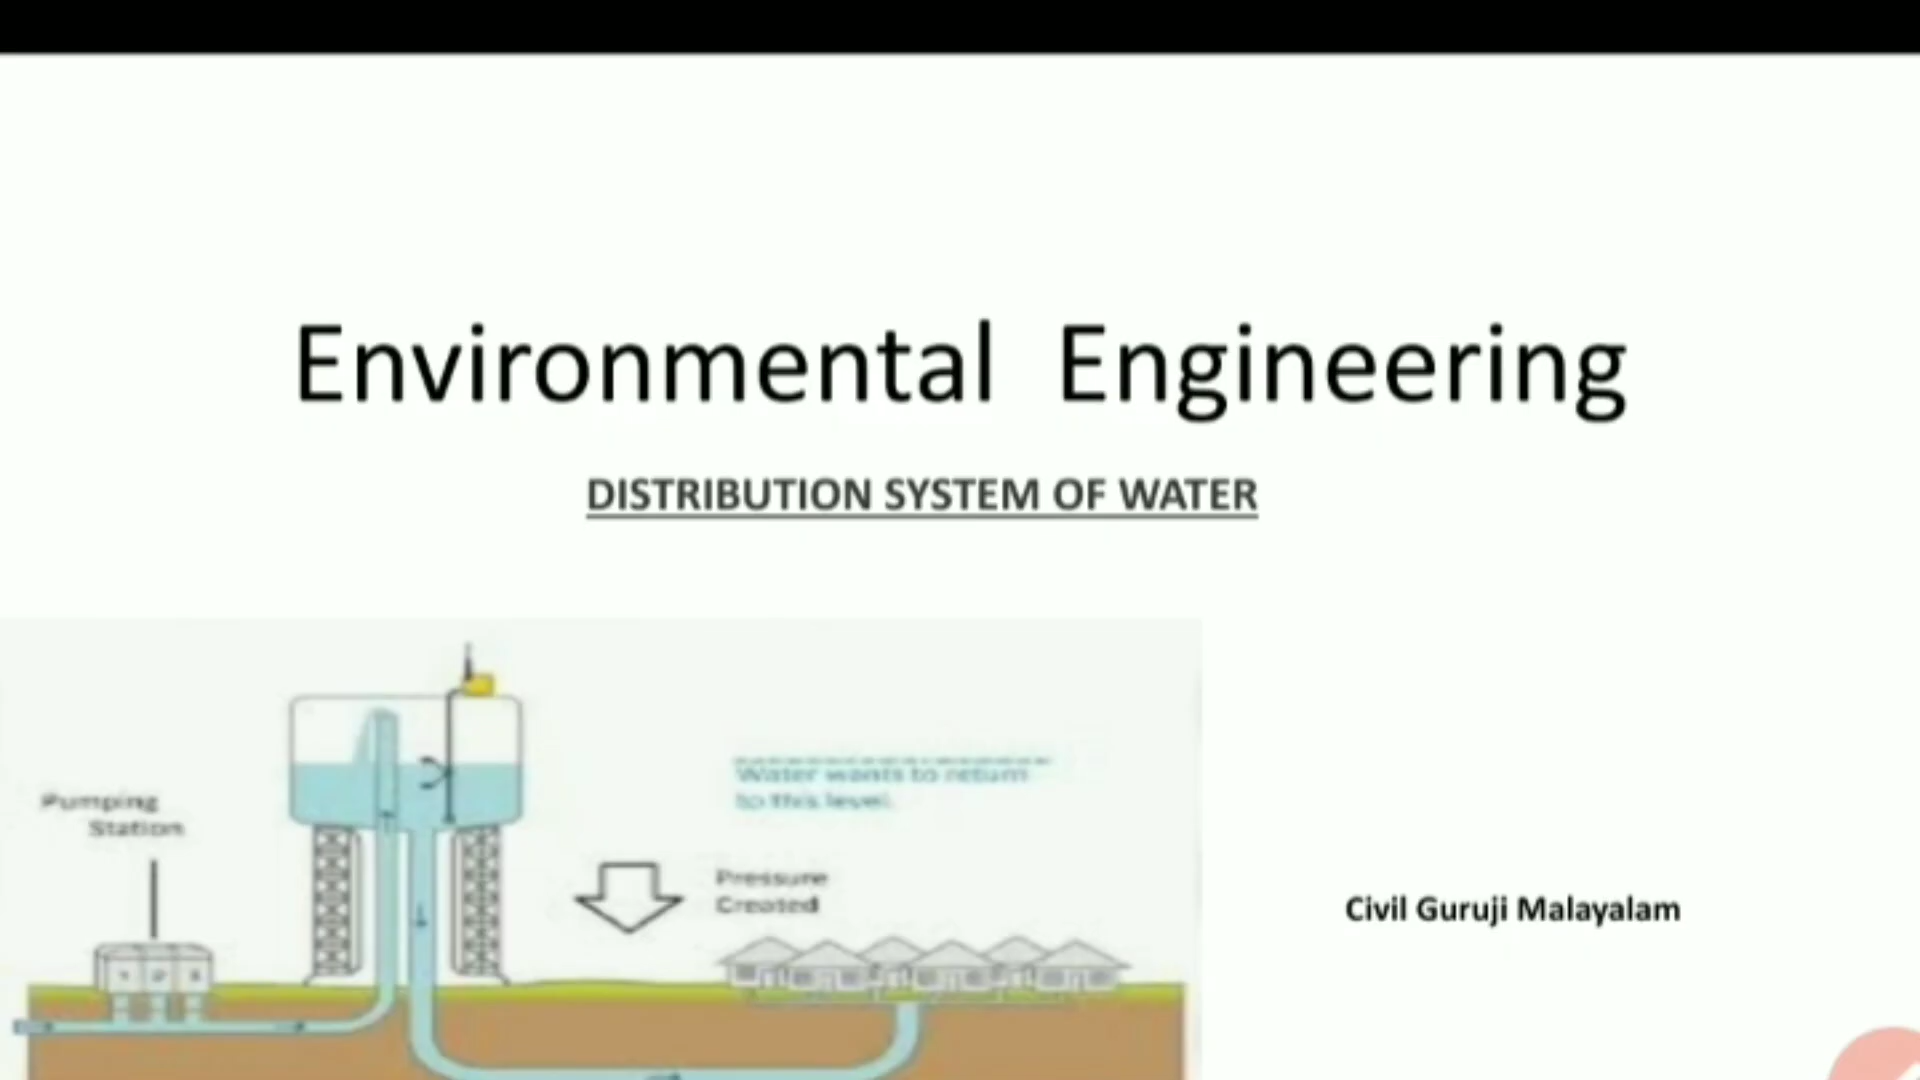 Environmental Engineering
DISTRIBUTION SYSTEM OF WATER
Water wants to return
to this level.
Pumping
Station
Pressure
Created
Civil Guruji Malayalam